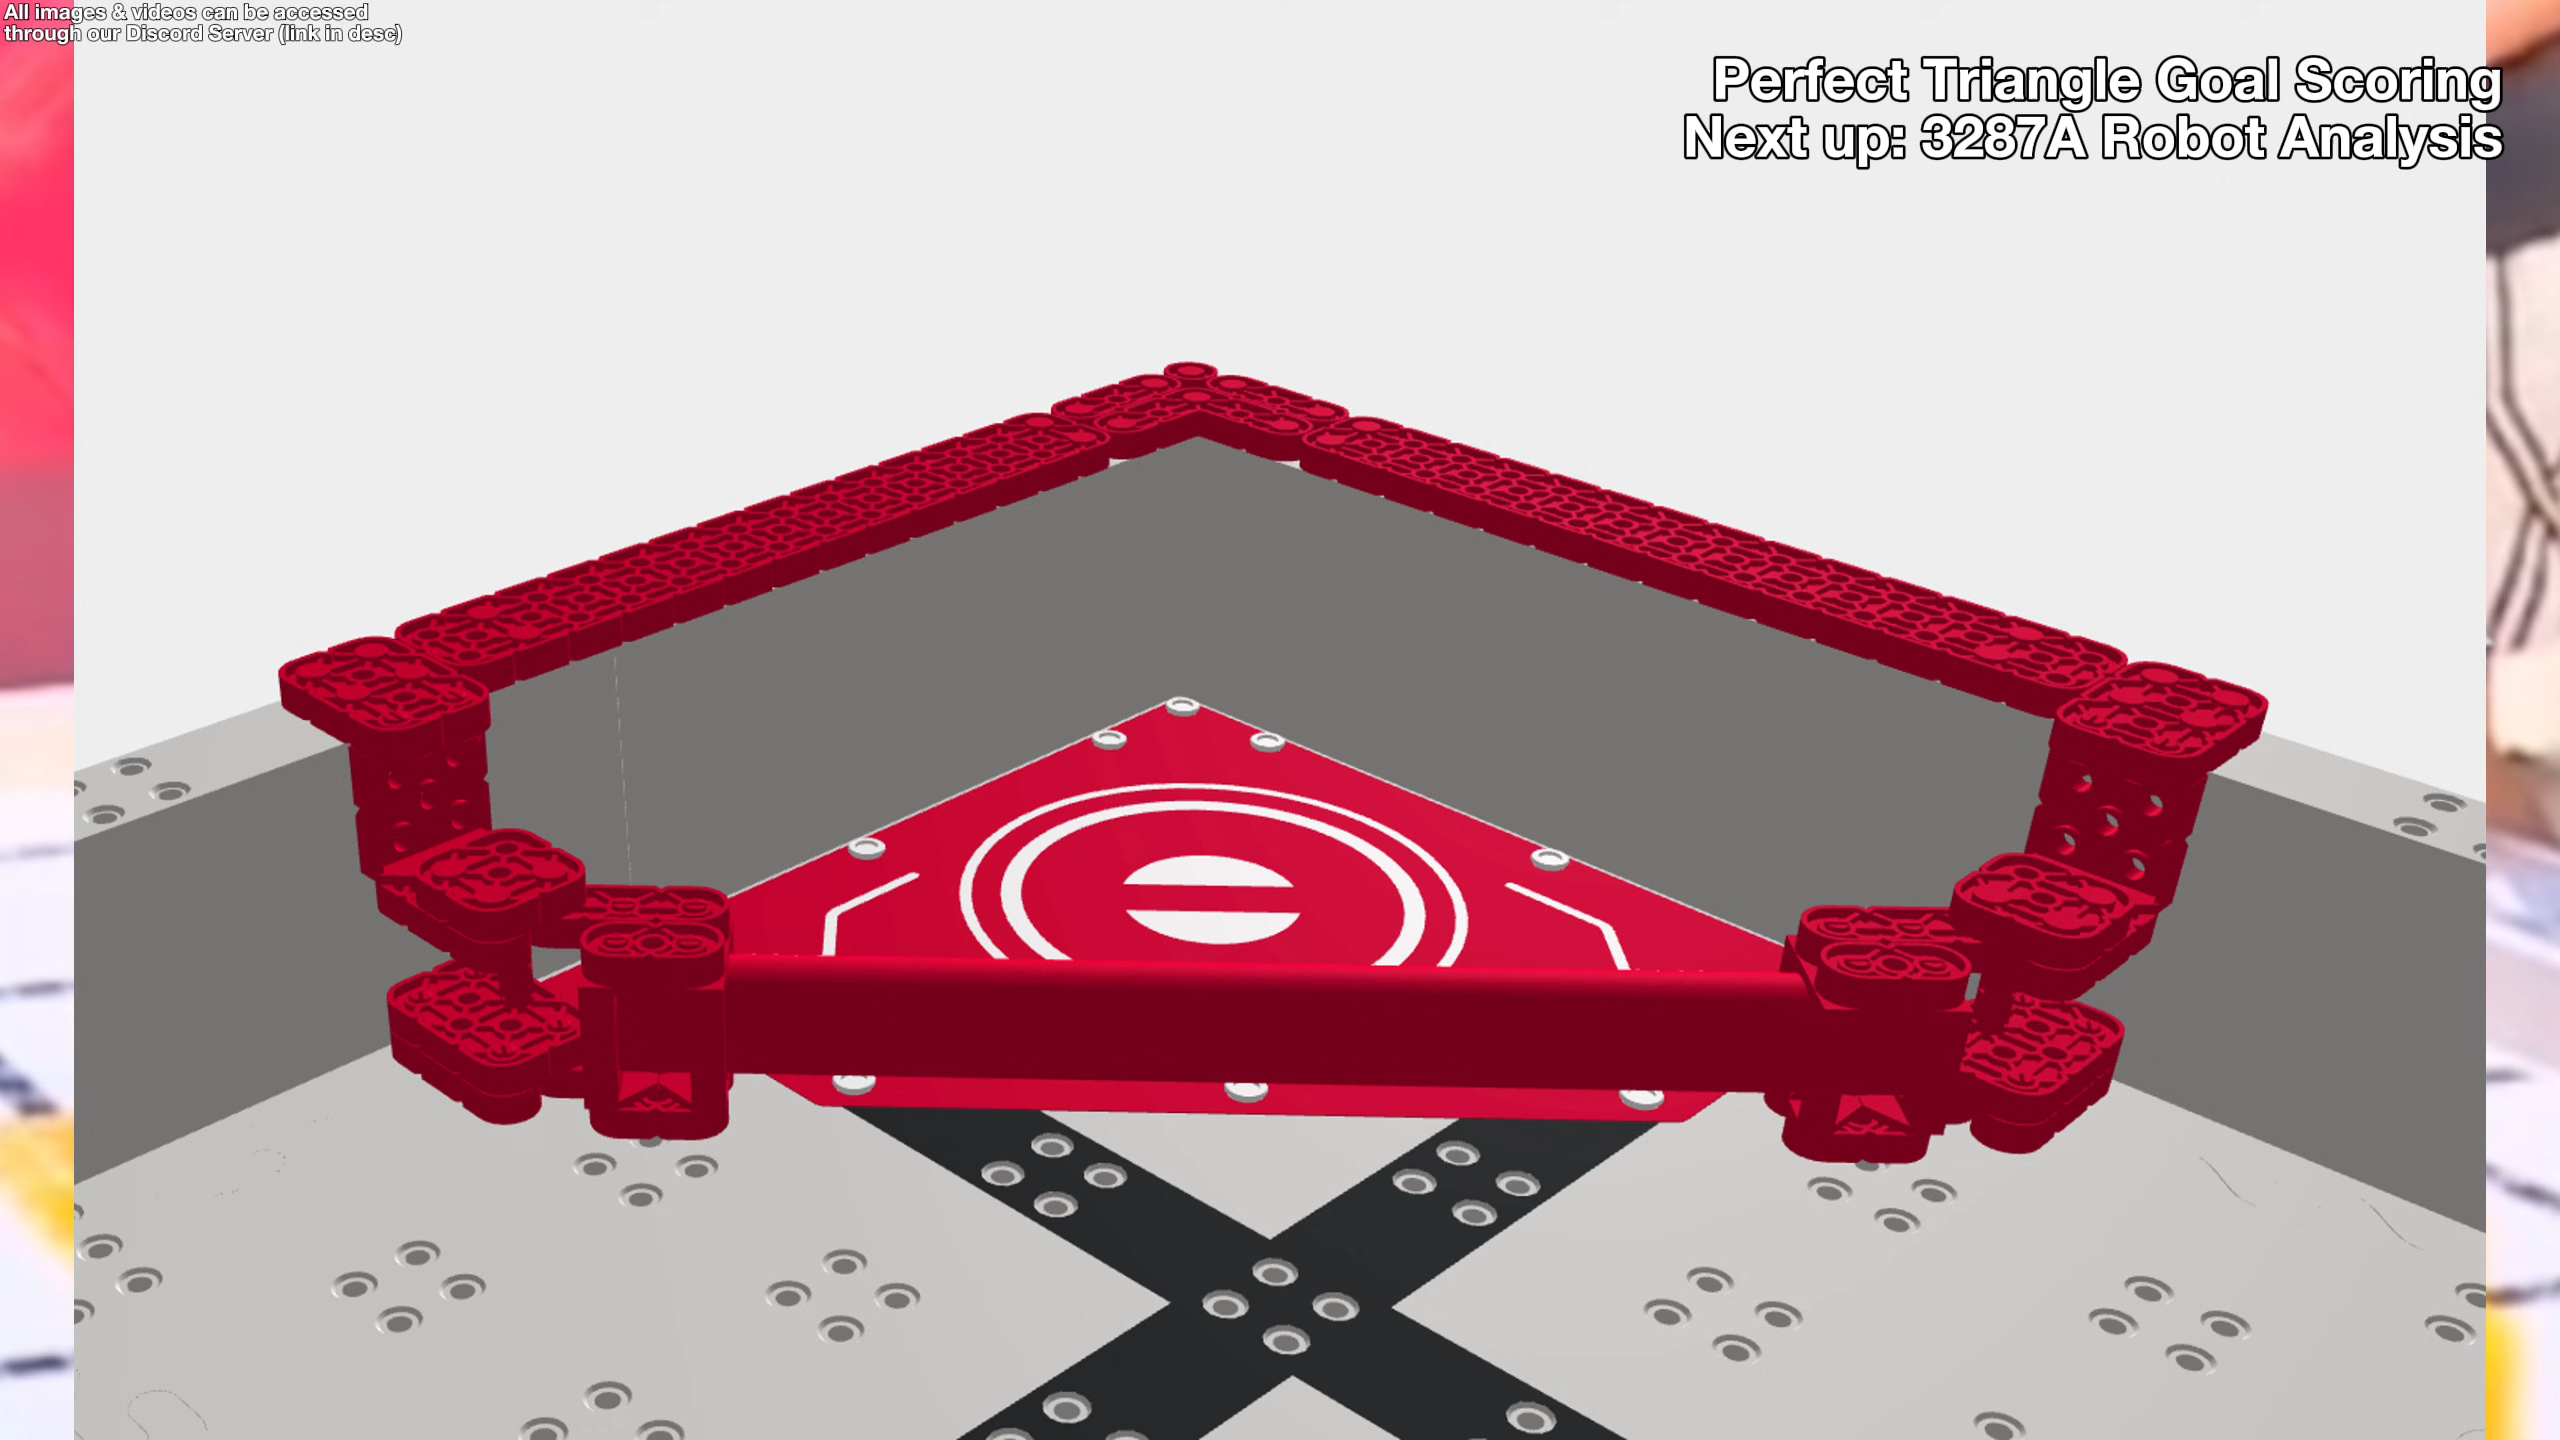 All images & videos can be accessed
through our Discord Server (link in desc)
Perfect Triangle Goal Scoring
Next up: 3287A Robot Analysis